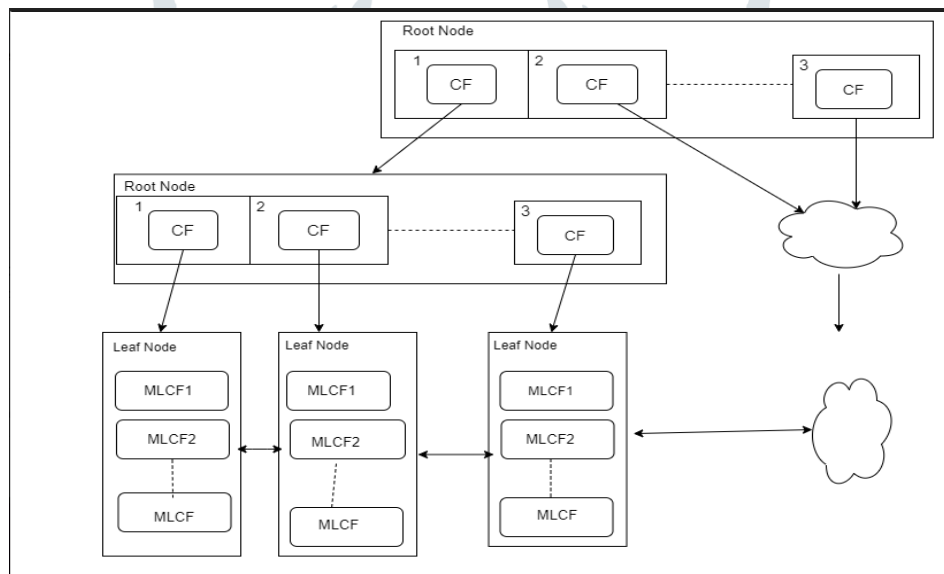 Root Node
1 CF 2 CF 3 CF
Root Node
1 CF 2 CF 3 CF
Leaf Node Leaf Node Leaf Node
MLCF1 MLCF1 MLCF1
MLCF2 MLCF2 MLCF2
MLCF MLCF MLCF